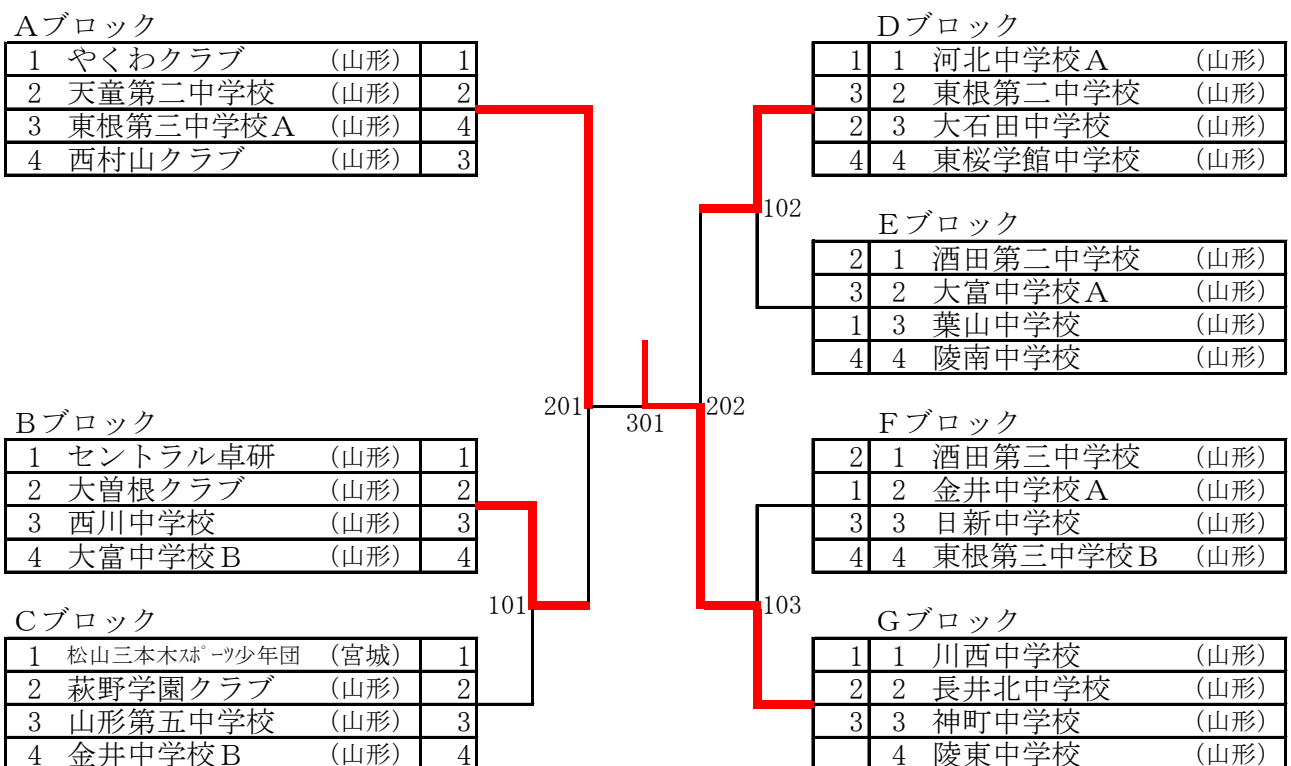 Aブロック
1 やくわクラブ (山形) 1
2 天童第二中学校 (山形) 2
3 東根第三中学校A (山形) 4
4 西村山クラブ (山形) 3
Dブロック
1 1 河北中学校A (山形)
3 2 東根第二中学校 (山形)
2 3 大石田中学校 (山形)
4 4 東桜学館中学校 (山形)
102
Eブロック
2 1 酒田第二中学校 (山形)
3 2 大富中学校A (山形)
1 3 葉山中学校 (山形)
4 4 陵南中学校 (山形)
201
301
202
Bブロック
1 セントラル卓研 (山形) 1
2 大曽根クラブ (山形) 2
3 西川中学校 (山形) 3
4 大富中学校B (山形) 4
Fブロック
2 1 酒田第三中学校 (山形)
1 2 金井中学校A (山形)
3 3 日新中学校 (山形)
4 4 東根第三中学校B (山形)
101
103
Cブロック
1 松山三本木ｽﾎﾟｰﾂ少年団 (宮城) 1
2 萩野学園クラブ (山形) 2
3 山形第五中学校 (山形) 3
4 金井中学校B (山形) 4
Gブロック
1 1 川西中学校 (山形)
2 2 長井北中学校 (山形)
3 3 神町中学校 (山形)
4 陵東中学校 (山形)